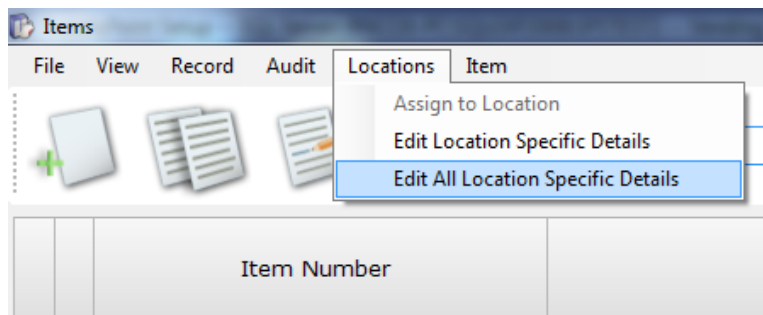 Items
File View Record Audit Locations Item
Assign to Location
Edit Location Specific Details
Edit All Location Specific Details
Item Number